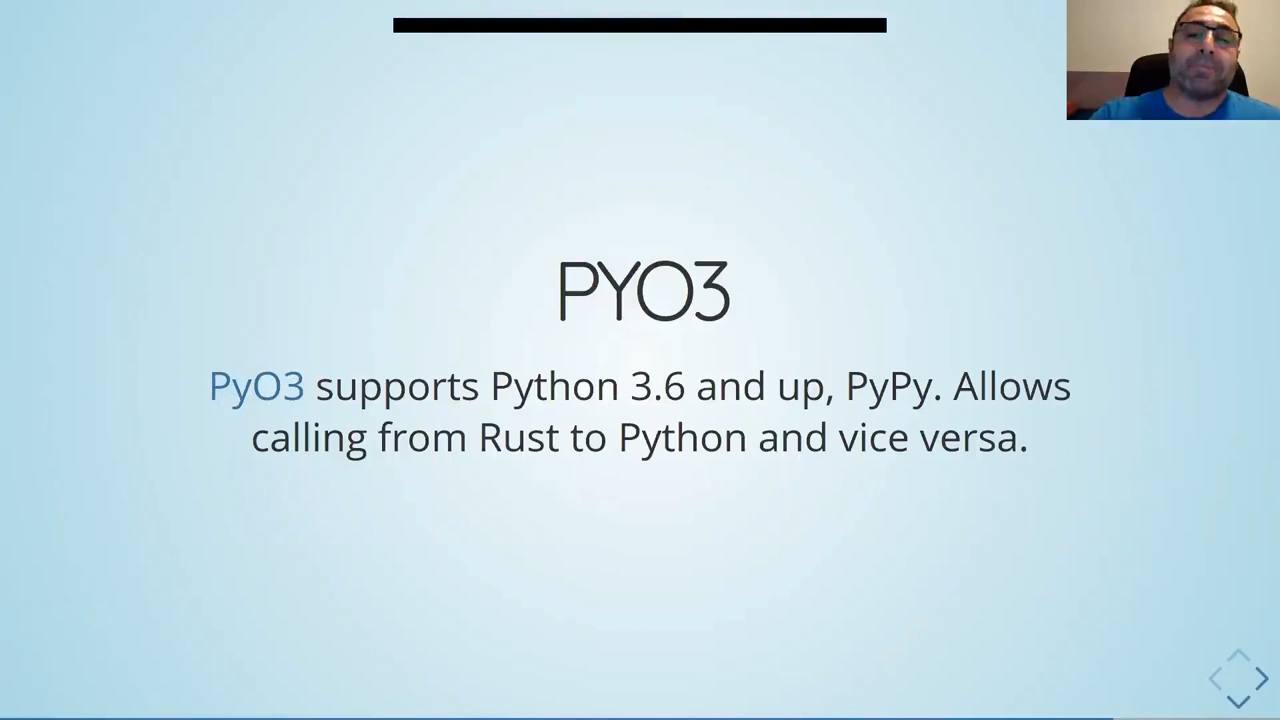 PYO3
PyO3 supports Python 3.6 and up, PyPy. Allows
calling from Rust to Python and vice versa.